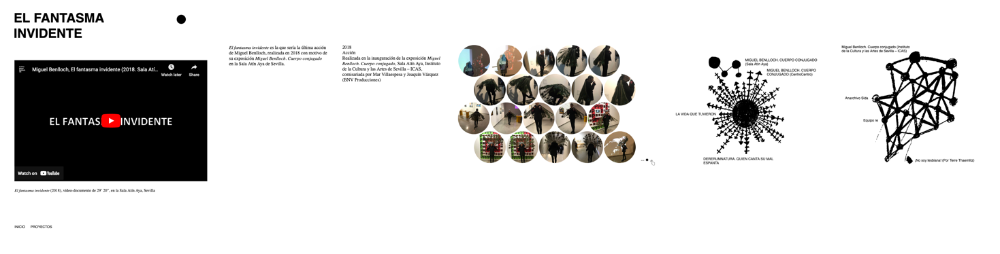 EL FANTASMA
INVIDENTE
Miguel Benlloch, El fantasma invidente (2018. Sala Atí...
Watch later
Share
EL FANTAS INVIDENTE
Watch on YouTube
El fantasma invidente (2018), vídeo-documento de 29' 20", en la Sala Atín Aya, Sevilla
INICIO PROYECTOS
El fantasma invidente es la que sería la última acción
de Miguel Benlloch, realizada en 2018 con motivo de
su exposición Miguel Benlloch. Cuerpo conjugado
en la Sala Atín Aya de Sevilla.
2018
Acción
Realizada en la inauguración de la exposición Miguel
Benlloch. Cuerpo conjugado, Sala Atín Aya, Instituto
de la Cultura y las Artes de Sevilla – ICAS,
comisariada por Mar Villaespesa y Joaquín Vázquez
(BNV Producciones)
MIGUEL BENLLOCH. CUERPO CONJUGADO
(Sala Atín Aya)
MIGUEL BENLLOCH. CUERPO
CONJUGADO (CentroCentro)
LA VIDA QUE TUVIERON
DERERUMNATURA. QUIEN CANTA SU MAL
ESPANTA
Miguel Benlloch. Cuerpo conjugado (Instituto
de la Cultura y las Artes de Sevilla – ICAS)
Anarchivo Sida
Equipo re
¡No soy lesbiana! (Por Terre Thaemlitz)